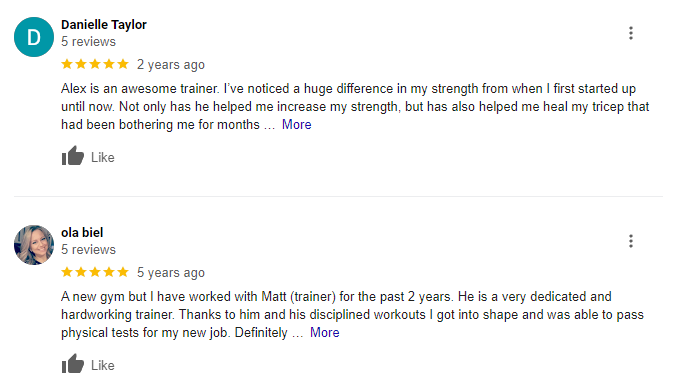 D
Danielle Taylor
5 reviews
2 years ago
Alex is an awesome trainer. I've noticed a huge difference in my strength from when I first started up
until now. Not only has he helped me increase my strength, but has also helped me heal my tricep that
had been bothering me for months … More
Like
ola biel
5 reviews
5 years ago
A new gym but I have worked with Matt (trainer) for the past 2 years. He is a very dedicated and
hardworking trainer. Thanks to him and his disciplined workouts I got into shape and was able to pass
physical tests for my new job. Definitely … More
Like